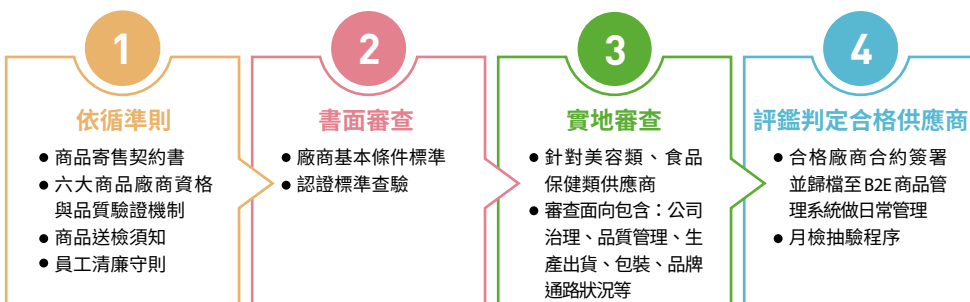 1
依循準則
● 商品寄售契約書
● 六大商品廠商資格
與品質驗證機制
● 商品送檢須知
● 員工清廉守則
2
書面審查
● 廠商基本條件標準
● 認證標準查驗
3
實地審查
● 針對美容類、食品
保健類供應商
● 審查面向包含：公司
治理、品質管理、生
產出貨、包裝、品牌
通路狀況等
4
評鑑判定合格供應商
● 合格廠商合約簽署
並歸檔至B2E商品管
理系統做日常管理
● 月檢抽驗程序